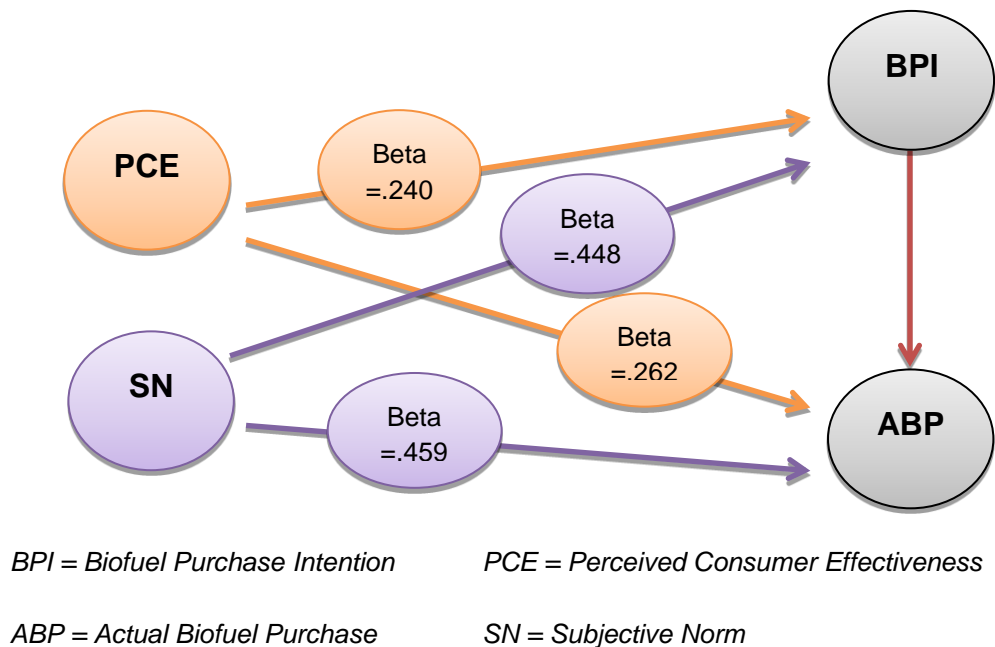 BPI
PCE
Beta
=.240
Beta
=.448
Beta
=.262
SN
Beta
=.459
ABP
BPI = Biofuel Purchase Intention
PCE = Perceived Consumer Effectiveness
ABP = Actual Biofuel Purchase
SN = Subjective Norm